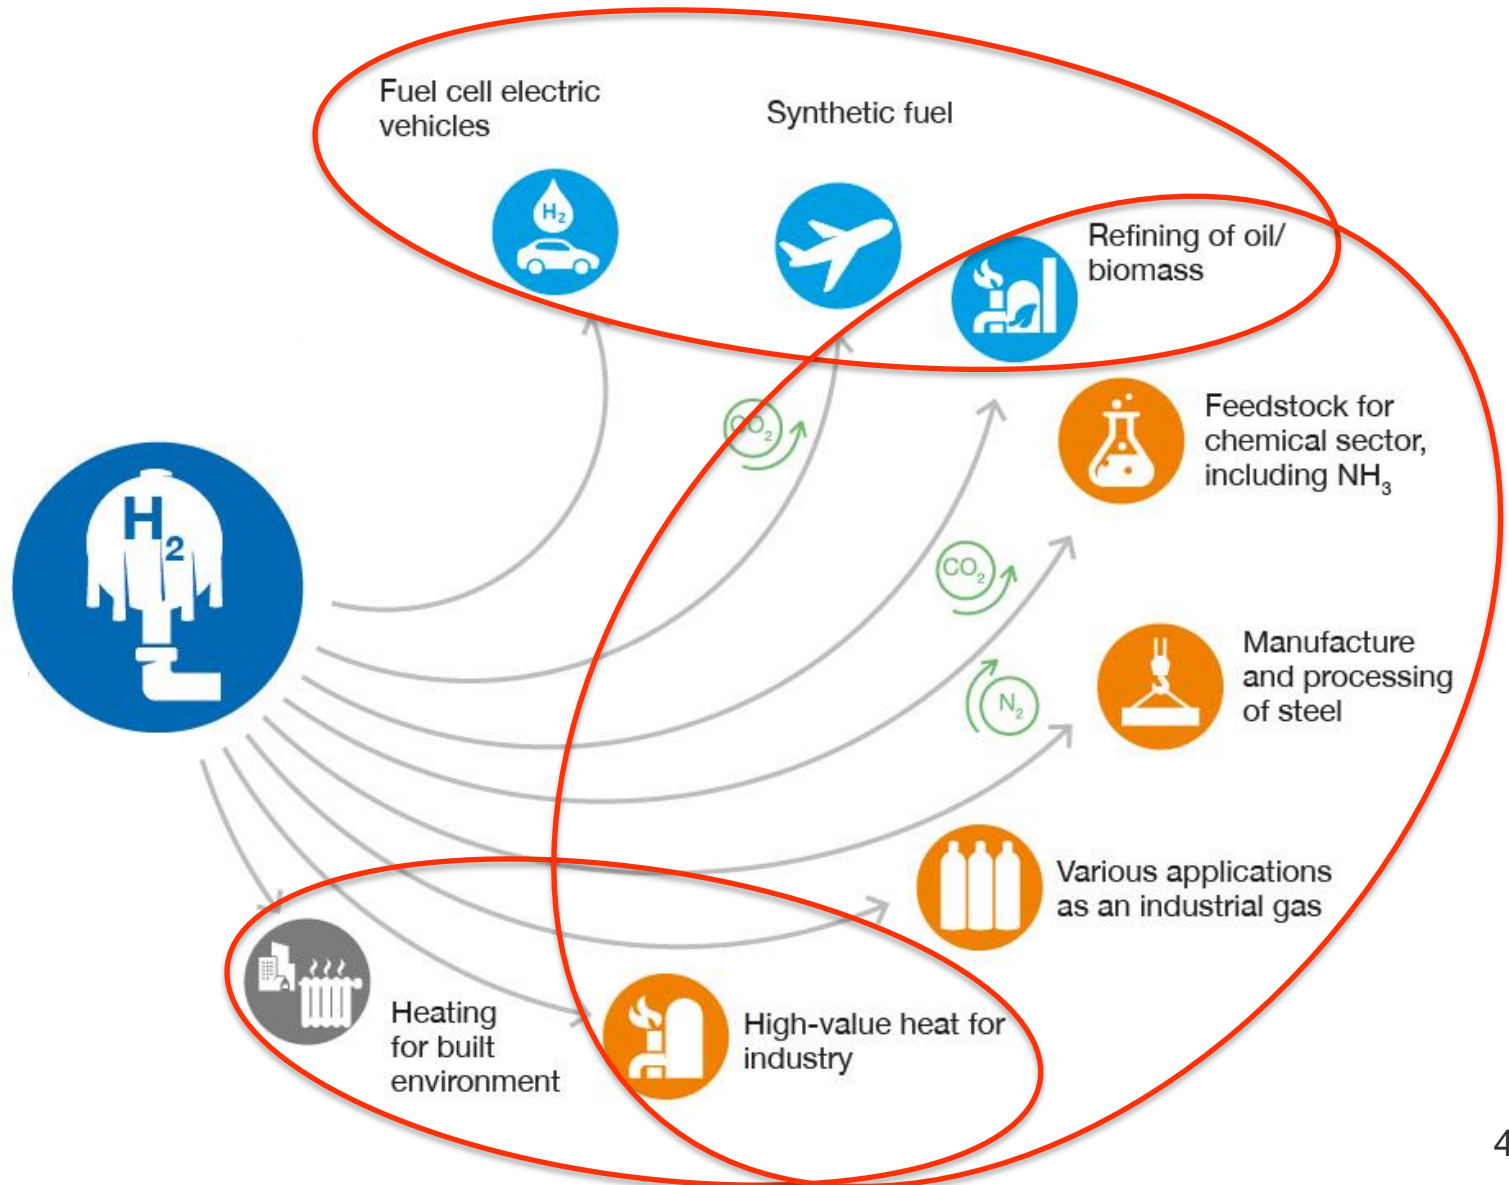 Fuel cell electric
vehicles
Synthetic fuel
H₂
Refining of oil/
biomass
CO₂
Feedstock for
chemical sector,
including NH₃
H₂
CO₂
Manufacture
and processing
of steel
N₂
Various applications
as an industrial gas
Heating
for built
environment
High-value heat for
industry
4